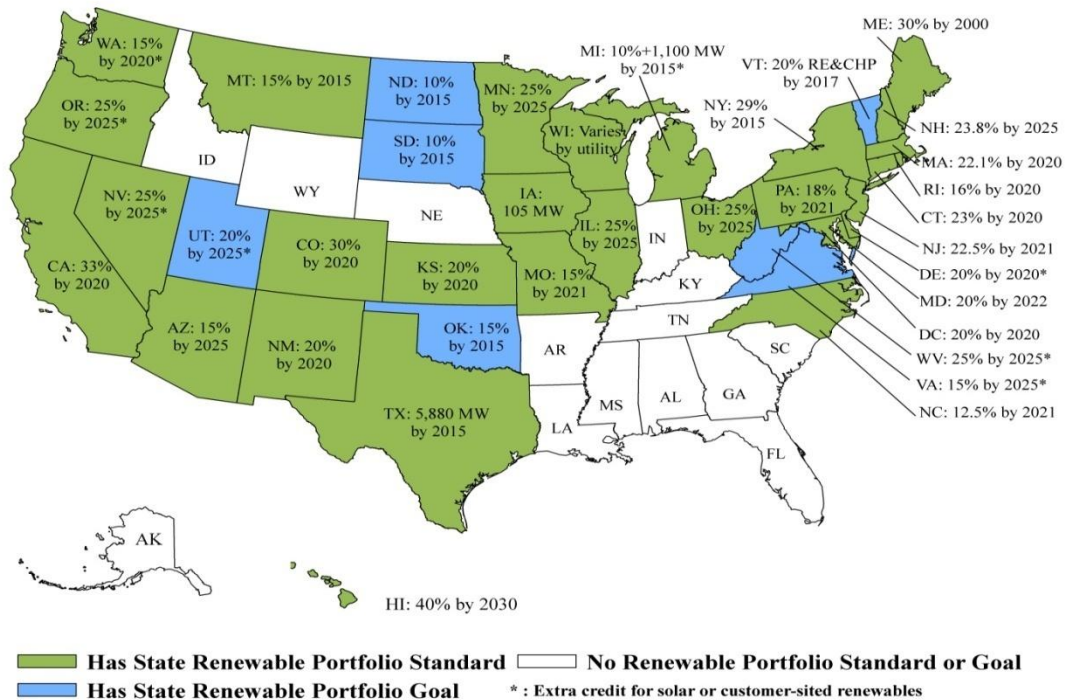 ME: 30% by 2000
WA: 15%
by 2020*
MI: 10%+1,100 MW
by 2015*
VT: 20% RE&CHP
by 2017
MT: 15% by 2015
ND: 10%
by 2015
MN: 25%
by 2025
NY: 29%
by 2015
OR: 25%
by 2025*
NH: 23.8% by 2025
WI: Varies
by utility
SD: 10%
by 2015
ID
MA: 22.1% by 2020
WY
RI: 16% by 2020
IA:
105 MW
PA: 18%
by 2021
NV: 25%
by 2025*
NE
OH: 25%
by 2025
CT: 23% by 2020
UT: 20%
by 2025*
IL: 25%
by 2025
IN
NJ: 22.5% by 2021
CO: 30%
by 2020
CA: 33%
by 2020
KS: 20%
by 2020
MO: 15%
by 2021
DE: 20% by 2020*
KY
MD: 20% by 2022
TN
DC: 20% by 2020
AZ: 15%
by 2025
NM: 20%
by 2020
OK: 15%
by 2015
AR
SC
WV: 25% by 2025*
VA: 15% by 2025*
MS
AL
GA
NC: 12.5% by 2021
TX: 5,880 MW
by 2015
LA
FL
AK
HI: 40% by 2030
Has State Renewable Portfolio Standard
No Renewable Portfolio Standard or Goal
Has State Renewable Portfolio Goal
* : Extra credit for solar or customer-sited renewables